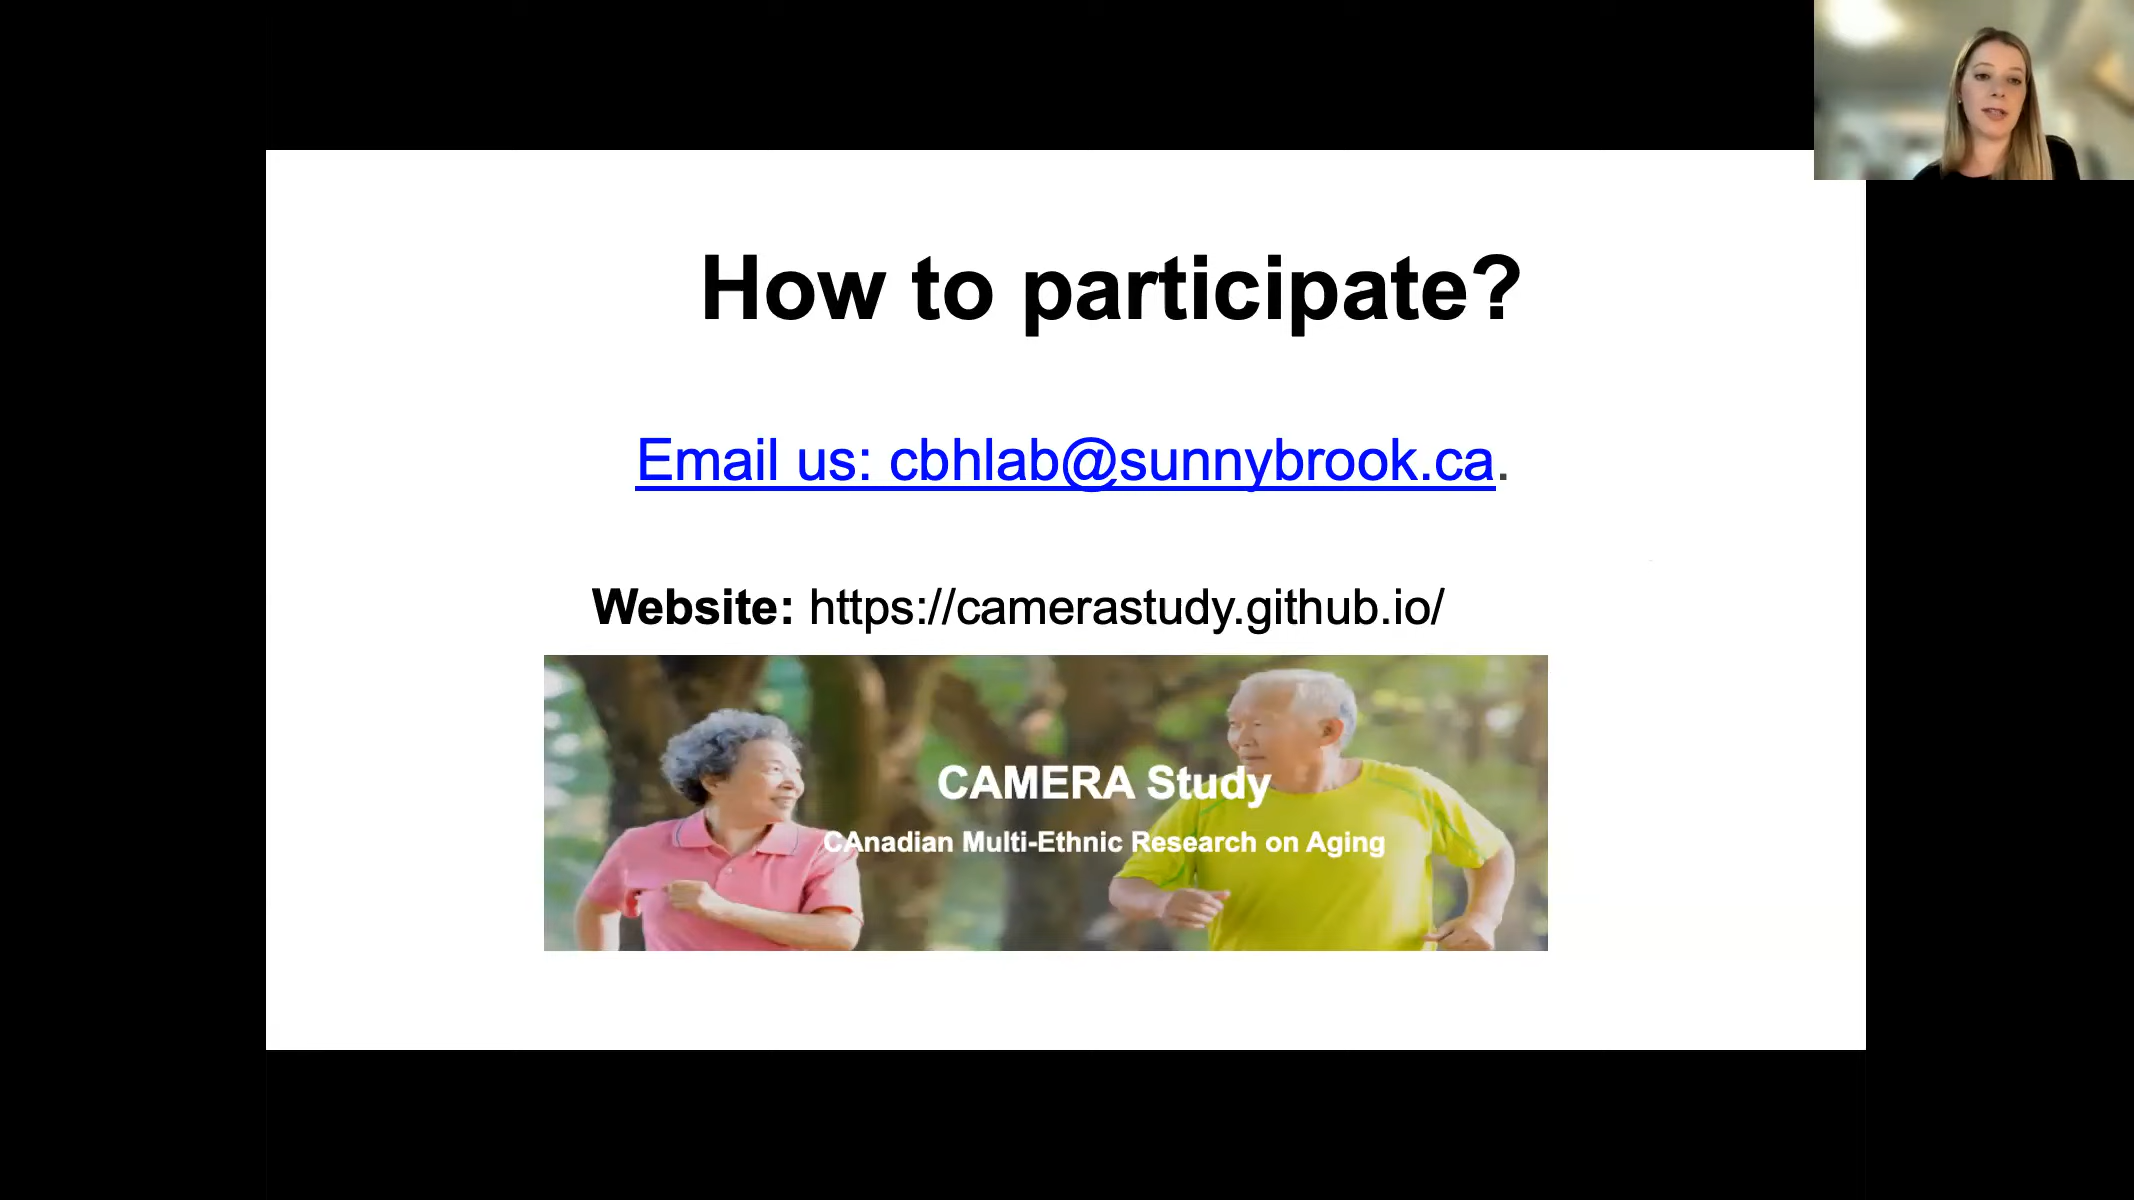 How to participate?
Email us: cbhlab@sunnybrook.ca.
Website: https://camerastudy.github.io/
CAMERA Study
CAnadian Multi-Ethnic Research on Aging